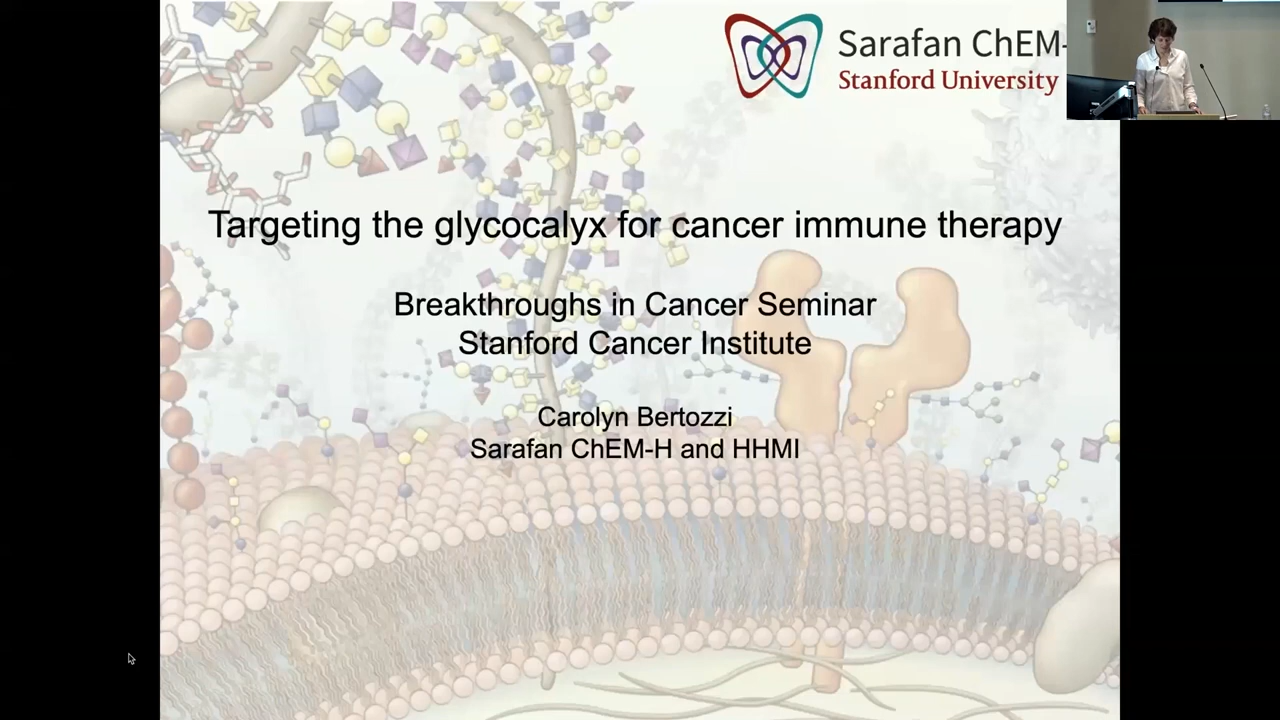 Sarafan ChEM-
Stanford University
Targeting the glycocalyx for cancer immune therapy
Breakthroughs in Cancer Seminar
Stanford Cancer Institute
Carolyn Bertozzi
Sarafan ChEM-H and HHMI